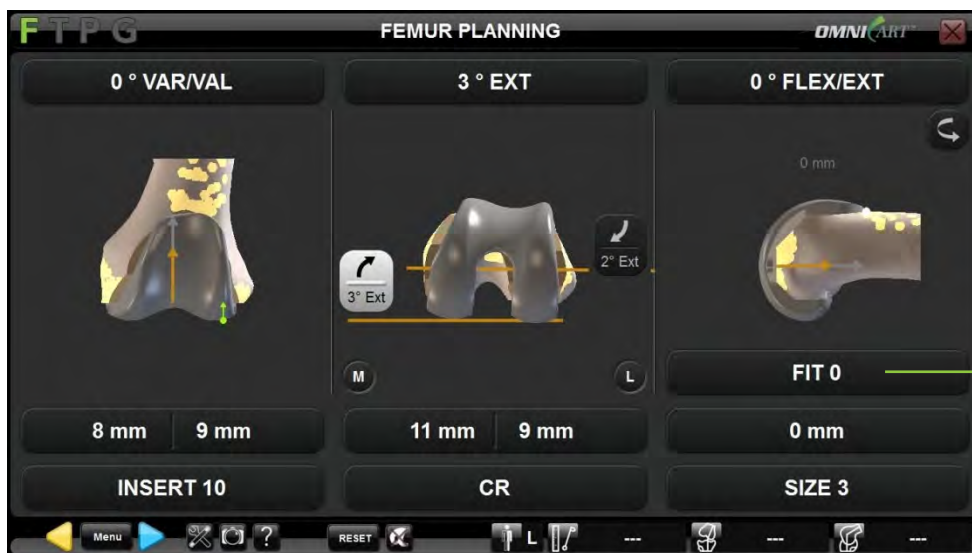 F T P G
FEMUR PLANNING
OMNI ART™
0 ° VAR/VAL
3 ° EXT
0 ° FLEX/EXT
0 mm
3° Ext
2° Ext
M
L
FIT 0
8 mm 9 mm
11 mm 9 mm
0 mm
INSERT 10
CR
SIZE 3
Menu
?
RESET
L
---
---
---